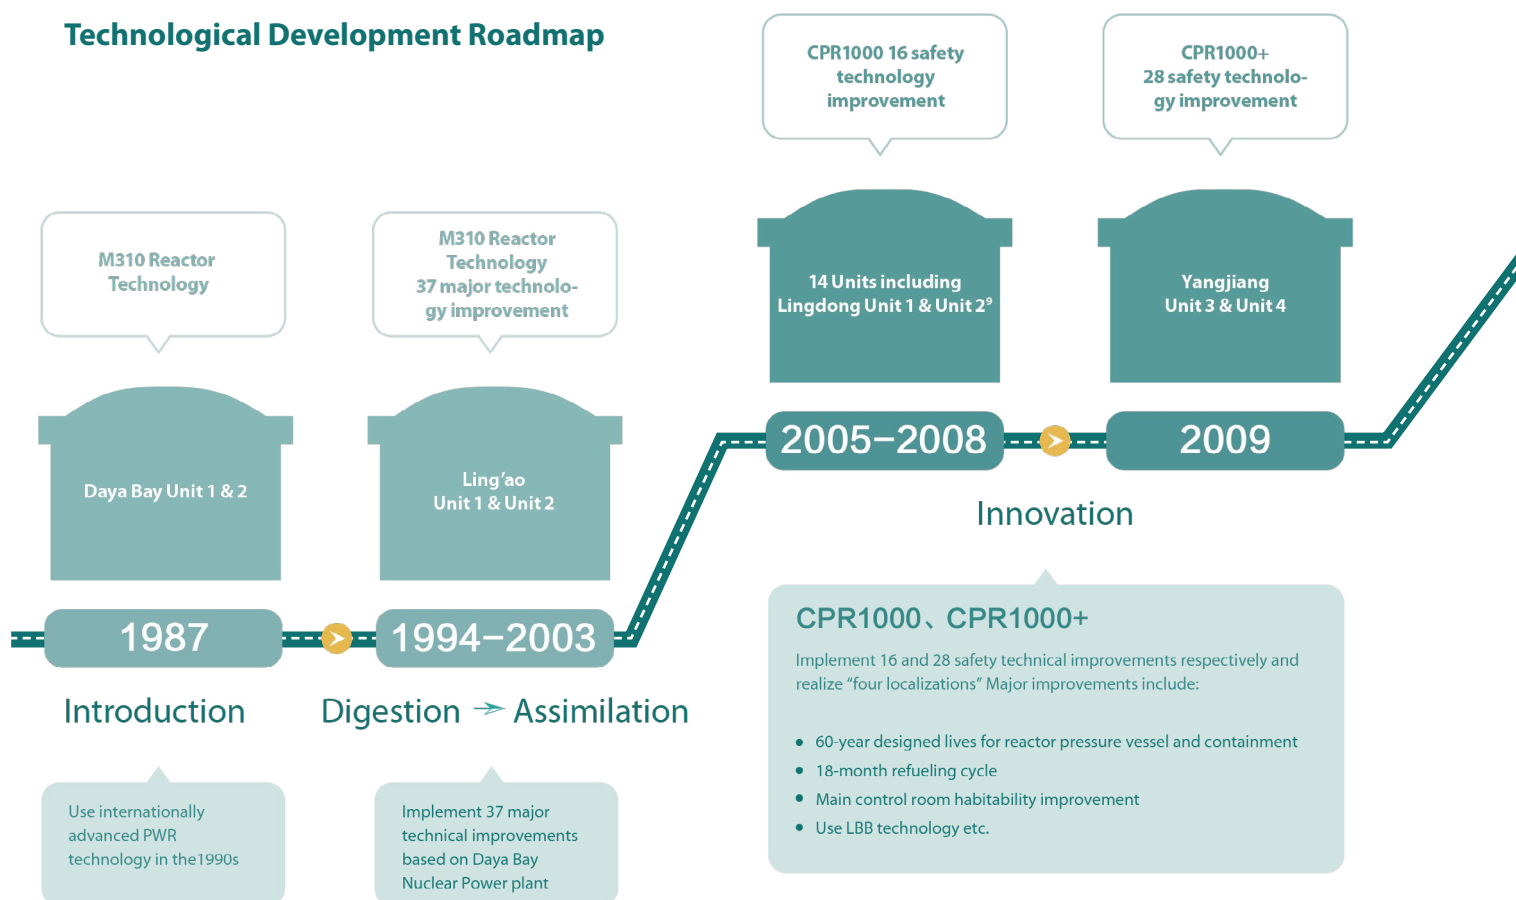 Technological Development Roadmap
M310 Reactor
Technology
Daya Bay Unit 1 & 2
1987
Introduction
Use internationally
advanced PWR
technology in the1990s
M310 Reactor
Technology
37 major technolo-
gy improvement
Ling’ao
Unit 1 & Unit 2
1994–2003
Digestion
Assimilation
Implement 37 major
technical improvements
based on Daya Bay
Nuclear Power plant
CPR1000 16 safety
technology
improvement
14 Units including
Lingdong Unit 1 & Unit 2⁹
2005–2008
CPR1000+
28 safety technolo-
gy improvement
Yangjiang
Unit 3 & Unit 4
2009
Innovation
CPR1000、CPR1000+
Implement 16 and 28 safety technical improvements respectively and
realize “four localizations” Major improvements include:
• 60-year designed lives for reactor pressure vessel and containment
• 18-month refueling cycle
• Main control room habitability improvement
• Use LBB technology etc.